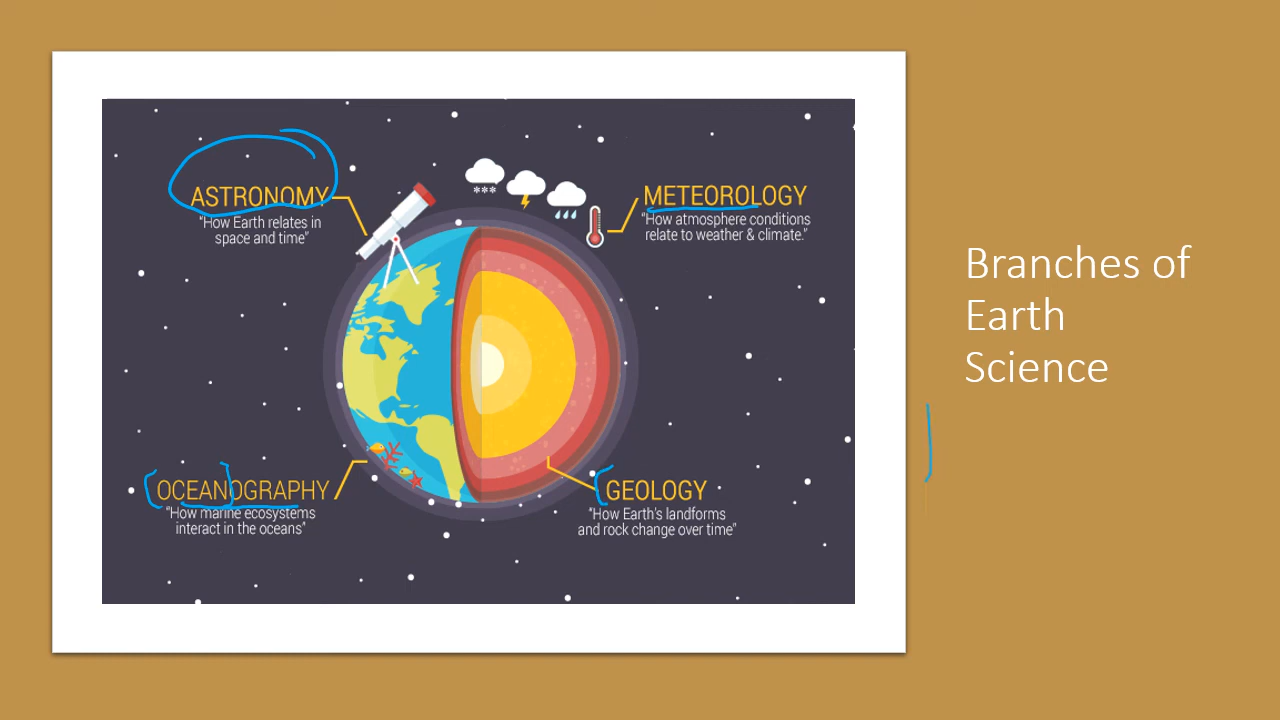 ASTRONOMY
"How Earth relates in
space and time"
METEOROLOGY
"How atmosphere conditions
relate to weather & climate."
OCEANOGRAPHY
"How marine ecosystems
interact in the oceans"
GEOLOGY
"How Earth's landforms
and rock change over time"
Branches of
Earth
Science